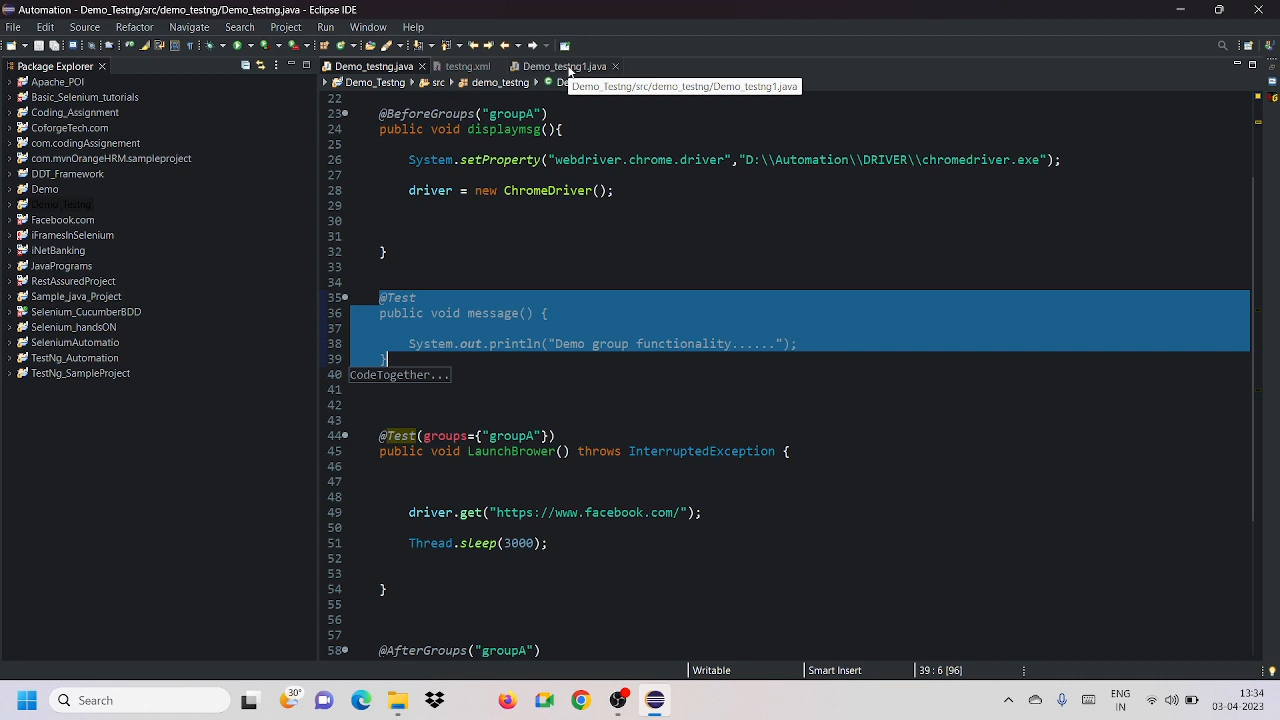 Automation - Demo_Testng/src/demo_testng/Demo_testng.java - Eclipse IDE
File Edit Source Refactor Navigate Search Project Run Window Help
Package Explorer
Demo_testng.java testng.xml Demo_testng1.java
Demo_Testng src demo_testng
Demo_Testng/src/demo_testng/Demo_testng1.java
Apache_POI
Basic_Selenium_tutorials
Coding_Assignment
CoforgeTech.com
com.codingAssignement
com.mvnOrangeHRM.sampleproject
DDT_Framework
Demo
Demo_Testng
Facebook.com
iFramesInSelenium
iNetBanking
JavaPrograms
RestAssuredProject
Sample_java_Project
Selenium_CucumberBDD
Selenium_handsON
SeleniumAutomatio
TestNg_Automation
TestNg_SampleProject
22
23 @BeforeGroups("groupA")
24 public void displaymsg(){
25
26 System.setProperty("webdriver.chrome.driver","D:\\Automation\\DRIVER\\chromedriver.exe");
27
28 driver = new ChromeDriver();
29
30
31
32 }
33
34
35 @Test
36 public void message() {
37
38 System.out.println("Demo group functionality......");
39 }
40 CodeTogether...
41
42
43
44 @Test(groups={"groupA"})
45 public void LaunchBrower() throws InterruptedException {
46
47
48
49 driver.get("https://www.facebook.com/");
50
51 Thread.sleep(3000);
52
53
54 }
55
56
57
58 @AfterGroups("groupA")
Writable Smart Insert 39 : 6 [96]
Search 30° ENG IN 13:34 03-04-2023